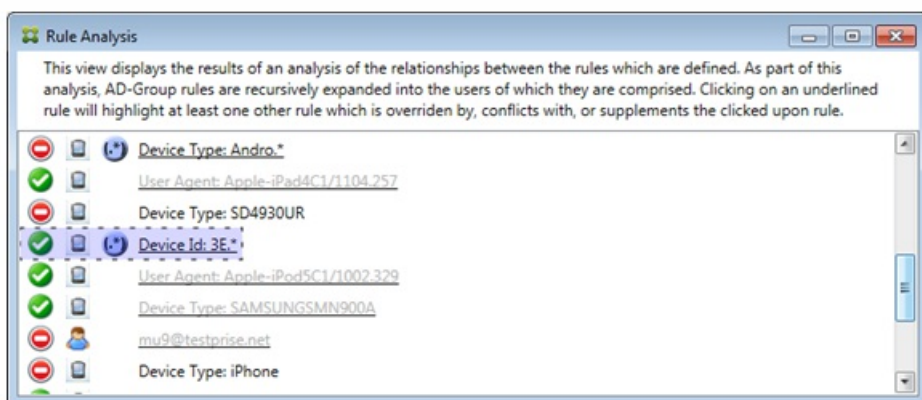 Rule Analysis
This view displays the results of an analysis of the relationships between the rules which are defined. As part of this
analysis, AD-Group rules are recursively expanded into the users of which they are comprised. Clicking on an underlined
rule will highlight at least one other rule which is overriden by, conflicts with, or supplements the clicked upon rule.
(.*) Device Type: Andro.*
User Agent: Apple-iPad4C1/1104.257
Device Type: SD4930UR
(.*) Device Id: 3E.*
User Agent: Apple-iPod5C1/1002.329
Device Type: SAMSUNGSMN900A
mu9@testprise.net
Device Type: iPhone